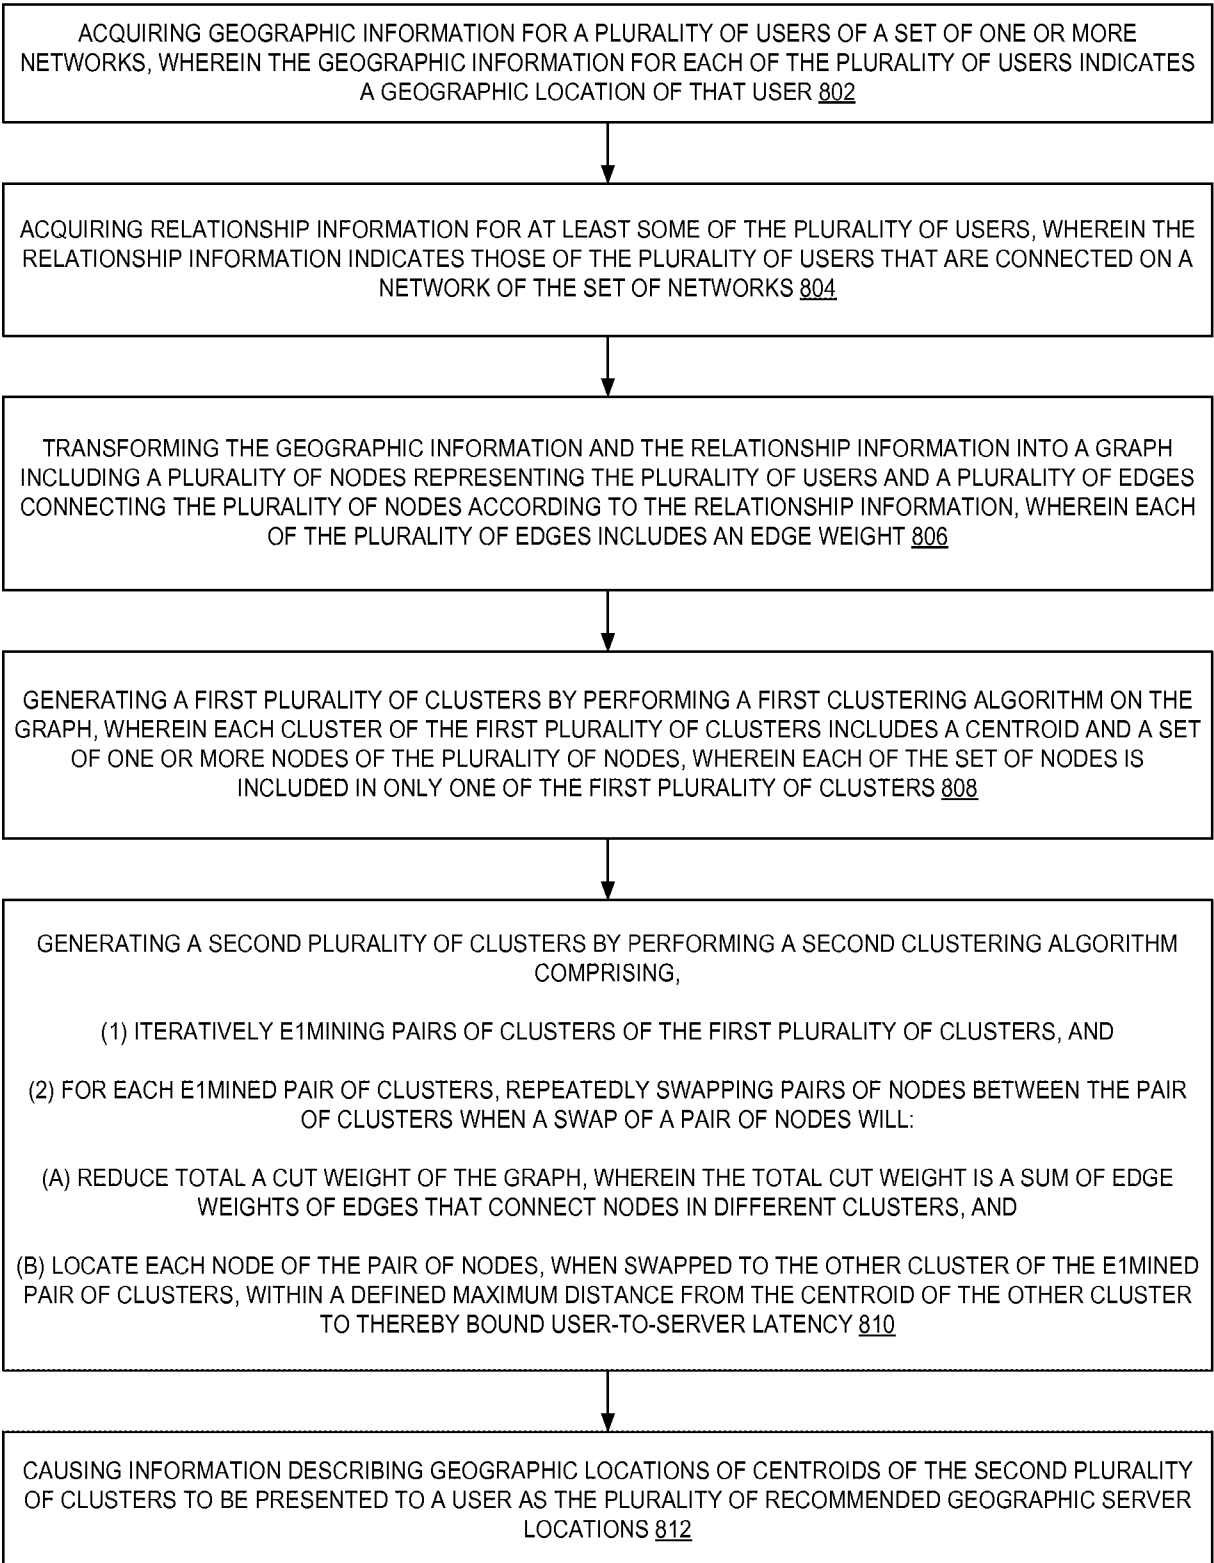 ACQUIRING GEOGRAPHIC INFORMATION FOR A PLURALITY OF USERS OF A SET OF ONE OR MORE
NETWORKS, WHEREIN THE GEOGRAPHIC INFORMATION FOR EACH OF THE PLURALITY OF USERS INDICATES
A GEOGRAPHIC LOCATION OF THAT USER 802
ACQUIRING RELATIONSHIP INFORMATION FOR AT LEAST SOME OF THE PLURALITY OF USERS, WHEREIN THE
RELATIONSHIP INFORMATION INDICATES THOSE OF THE PLURALITY OF USERS THAT ARE CONNECTED ON A
NETWORK OF THE SET OF NETWORKS 804
TRANSFORMING THE GEOGRAPHIC INFORMATION AND THE RELATIONSHIP INFORMATION INTO A GRAPH
INCLUDING A PLURALITY OF NODES REPRESENTING THE PLURALITY OF USERS AND A PLURALITY OF EDGES
CONNECTING THE PLURALITY OF NODES ACCORDING TO THE RELATIONSHIP INFORMATION, WHEREIN EACH
OF THE PLURALITY OF EDGES INCLUDES AN EDGE WEIGHT 806
GENERATING A FIRST PLURALITY OF CLUSTERS BY PERFORMING A FIRST CLUSTERING ALGORITHM ON THE
GRAPH, WHEREIN EACH CLUSTER OF THE FIRST PLURALITY OF CLUSTERS INCLUDES A CENTROID AND A SET
OF ONE OR MORE NODES OF THE PLURALITY OF NODES, WHEREIN EACH OF THE SET OF NODES IS
INCLUDED IN ONLY ONE OF THE FIRST PLURALITY OF CLUSTERS 808
GENERATING A SECOND PLURALITY OF CLUSTERS BY PERFORMING A SECOND CLUSTERING ALGORITHM
COMPRISING,
(1) ITERATIVELY E1MINING PAIRS OF CLUSTERS OF THE FIRST PLURALITY OF CLUSTERS, AND
(2) FOR EACH E1MINED PAIR OF CLUSTERS, REPEATEDLY SWAPPING PAIRS OF NODES BETWEEN THE PAIR
OF CLUSTERS WHEN A SWAP OF A PAIR OF NODES WILL:
(A) REDUCE TOTAL A CUT WEIGHT OF THE GRAPH, WHEREIN THE TOTAL CUT WEIGHT IS A SUM OF EDGE
WEIGHTS OF EDGES THAT CONNECT NODES IN DIFFERENT CLUSTERS, AND
(B) LOCATE EACH NODE OF THE PAIR OF NODES, WHEN SWAPPED TO THE OTHER CLUSTER OF THE E1MINED
PAIR OF CLUSTERS, WITHIN A DEFINED MAXIMUM DISTANCE FROM THE CENTROID OF THE OTHER CLUSTER
TO THEREBY BOUND USER-TO-SERVER LATENCY 810
CAUSING INFORMATION DESCRIBING GEOGRAPHIC LOCATIONS OF CENTROIDS OF THE SECOND PLURALITY
OF CLUSTERS TO BE PRESENTED TO A USER AS THE PLURALITY OF RECOMMENDED GEOGRAPHIC SERVER
LOCATIONS 812